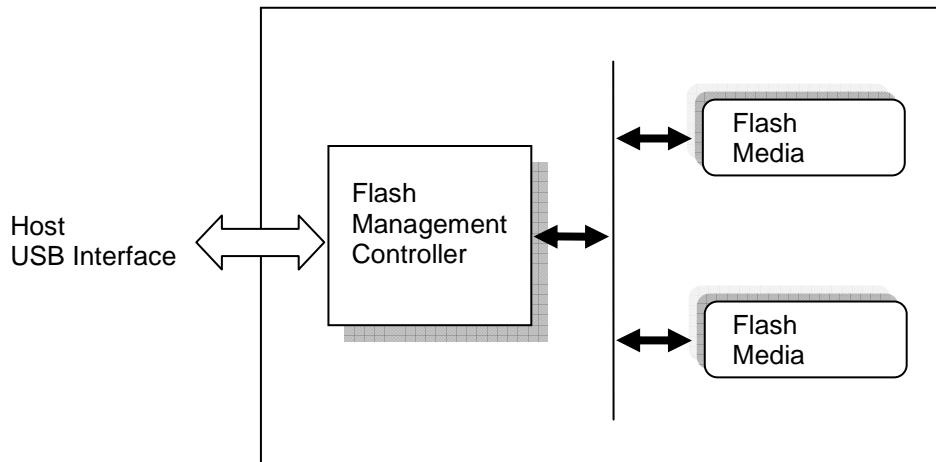 Host
USB Interface
Flash
Management
Controller
Flash
Media
Flash
Media